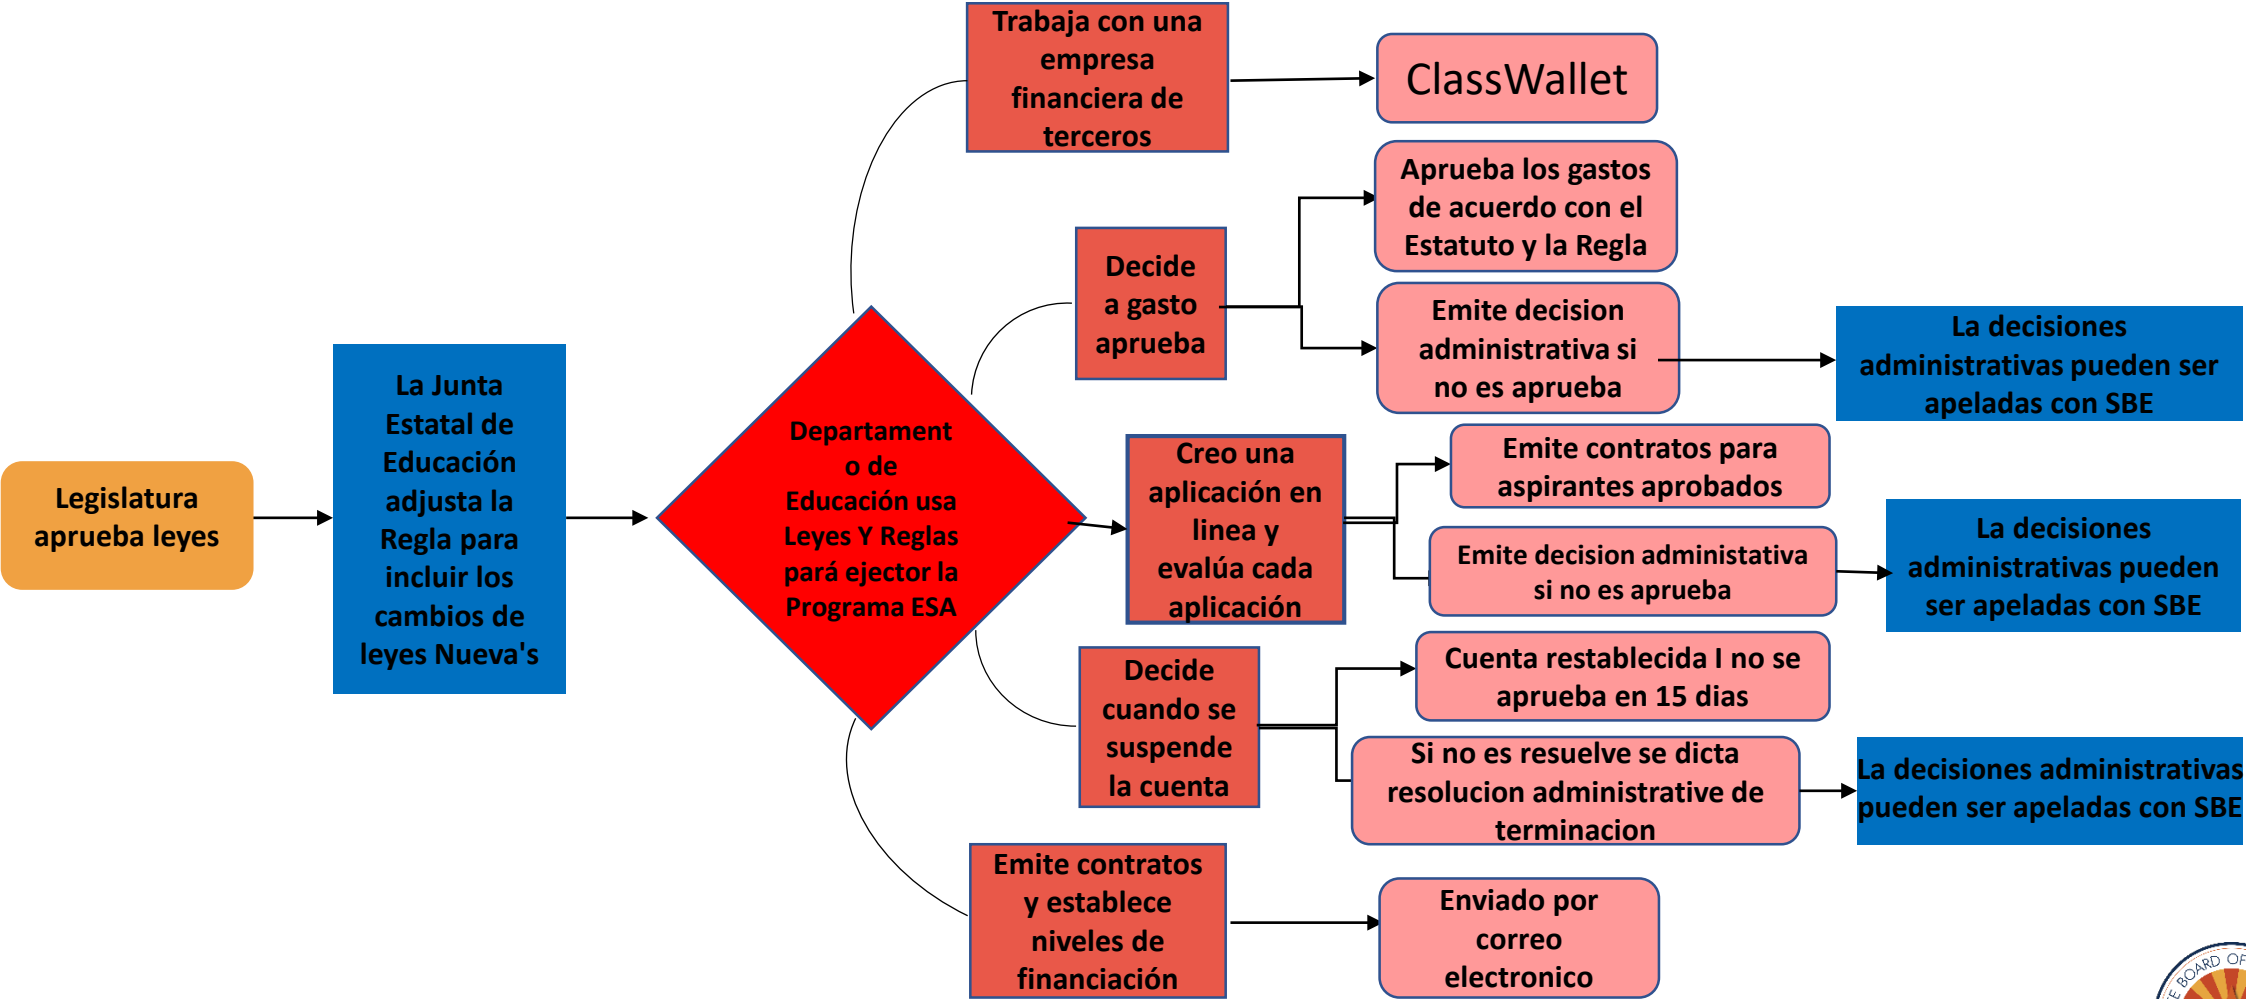 Legislatura
aprueba leyes
La Junta
Estatal de
Educación
adjusta la
Regla para
incluir los
cambios de
leyes Nueva's
Departament
o de
Educación usa
Leyes Y Reglas
pará ejector la
Programa ESA
Trabaja con una
empresa
financiera de
terceros
ClassWallet
Decide
a gasto
aprueba
Aprueba los gastos
de acuerdo con el
Estatuto y la Regla
Emite decision
administrativa si
no es aprueba
La decisiones
administrativas pueden ser
apeladas con SBE
Creo una
aplicación en
linea y
evalúa cada
aplicación
Emite contratos para
aspirantes aprobados
Emite decision administativa
si no es aprueba
La decisiones
administrativas pueden
ser apeladas con SBE
Decide
cuando se
suspende
la cuenta
Cuenta restablecida I no se
aprueba en 15 dias
Si no es resuelve se dicta
resolucion administrative de
terminacion
La decisiones administrativas
pueden ser apeladas con SBE
Emite contratos
y establece
niveles de
financiación
Enviado por
correo
electronico
BOARD OF